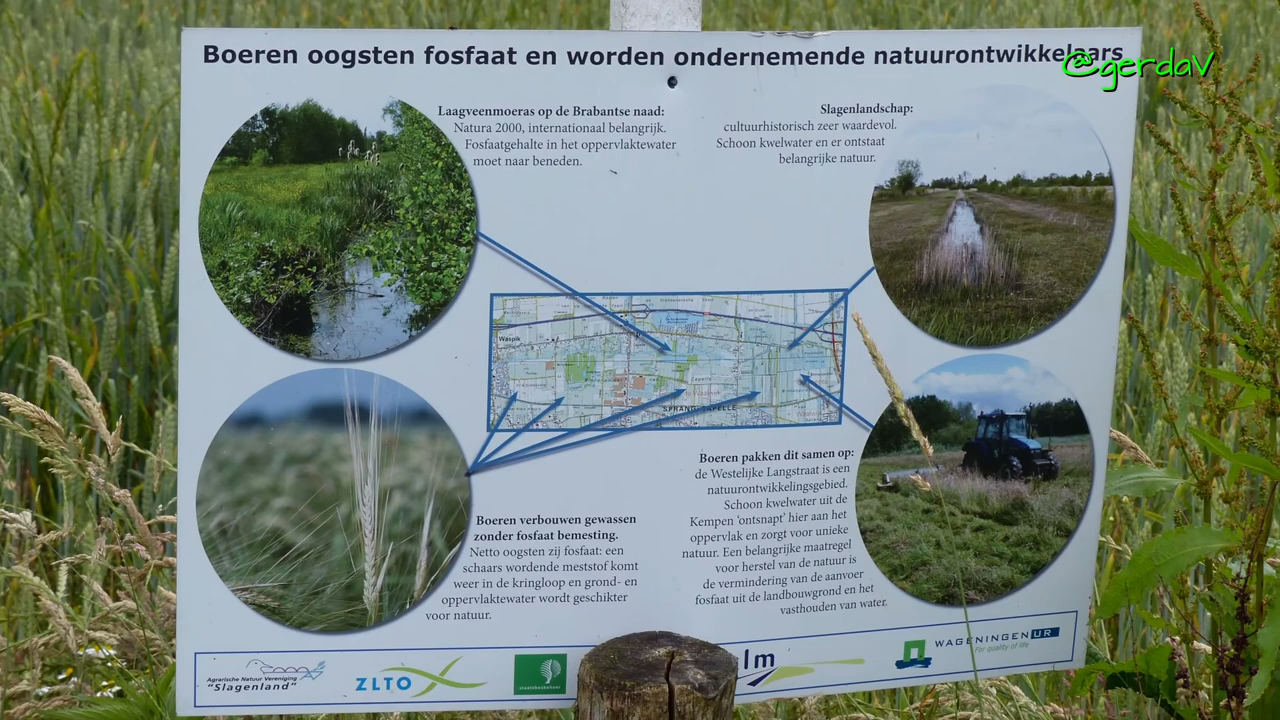 Boeren oogsten fosfaat en worden ondernemende natuurontwikkelaars
@gerdaV
Laagveenmoeras op de Brabantse naad:
Natura 2000, internationaal belangrijk.
Fosfaatgehalte in het oppervlaktewater
moet naar beneden.
Slagenlandschap:
cultuurhistorisch zeer waardevol.
Schoon kwelwater en er ontstaat
belangrijke natuur.
Waspik
Capelle
Boeren verbouwen gewassen
zonder fosfaat bemesting.
Netto oogsten zij fosfaat: een
schaars wordende meststof komt
weer in de kringloop en grond- en
oppervlaktewater wordt geschikter
voor natuur.
Boeren pakken dit samen op:
de Westelijke Langstraat is een
natuurontwikkelingsgebied.
Schoon kwelwater uit de
Kempen ‘ontsnapt’ hier aan het
oppervlak en zorgt voor unieke
natuur. Een belangrijke maatregel
voor herstel van de natuur is
de vermindering van de aanvoer
fosfaat uit de landbouwgrond en het
vasthouden van water.
Agrarische Natuur Vereniging
"Slagenland"
ZLTO
staatsbosbeheer
lm
WAGENINGEN UR
For quality of life